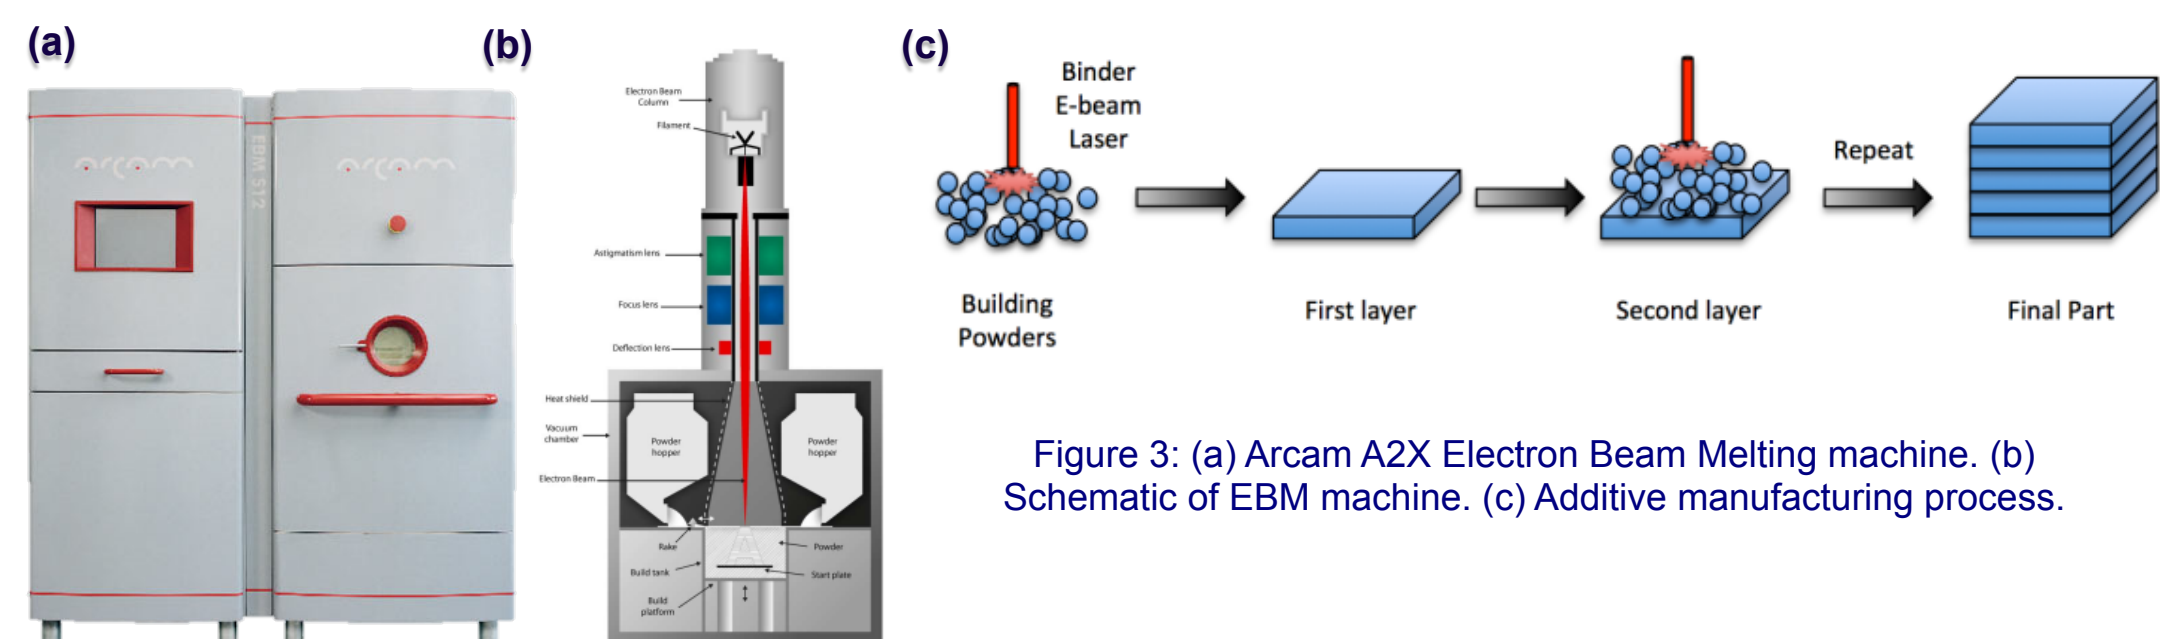 (a)
arcam
EBM S12
arcam
(b)
Electron Beam
Column
Filament
Astigmatism lens
Focus lens
Deflection lens
Heat shield
Vacuum
chamber
Powder
hopper
Powder
hopper
Electron Beam
Rake
Powder
Build tank
Start plate
Build
platform
(c)
Binder
E-beam
Laser
Repeat
Building
Powders
First layer
Second layer
Final Part
Figure 3: (a) Arcam A2X Electron Beam Melting machine. (b)
Schematic of EBM machine. (c) Additive manufacturing process.